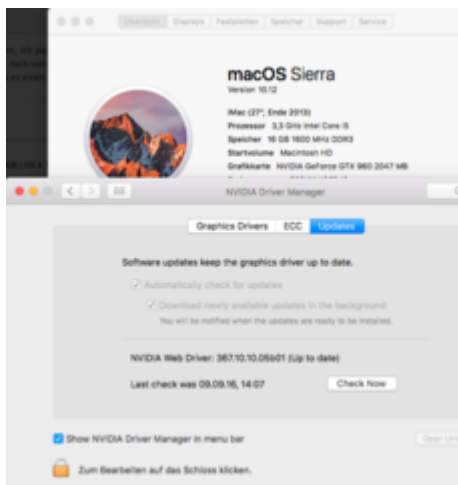 Übersicht Displays Festplatten Speicher Support Service
macOS Sierra
Version 10.12
iMac (27", Ende 2013)
Prozessor 3,3 GHz Intel Core i5
Speicher 16 GB 1600 MHz DDR3
Startvolume Macintosh HD
Grafikkarte NVIDIA GeForce GTX 960 2047 MB
NVIDIA Driver Manager
Graphics Drivers ECC Updates
Software updates keep the graphics driver up to date.
Automatically check for updates
Download newly available updates in the background
You will be notified when the updates are ready to be installed.
NVIDIA Web Driver: 367.10.10.05b01 (Up to date)
Last check was 09.09.16, 14:07 Check Now
Show NVIDIA Driver Manager in menu bar
Zum Bearbeiten auf das Schloss klicken.